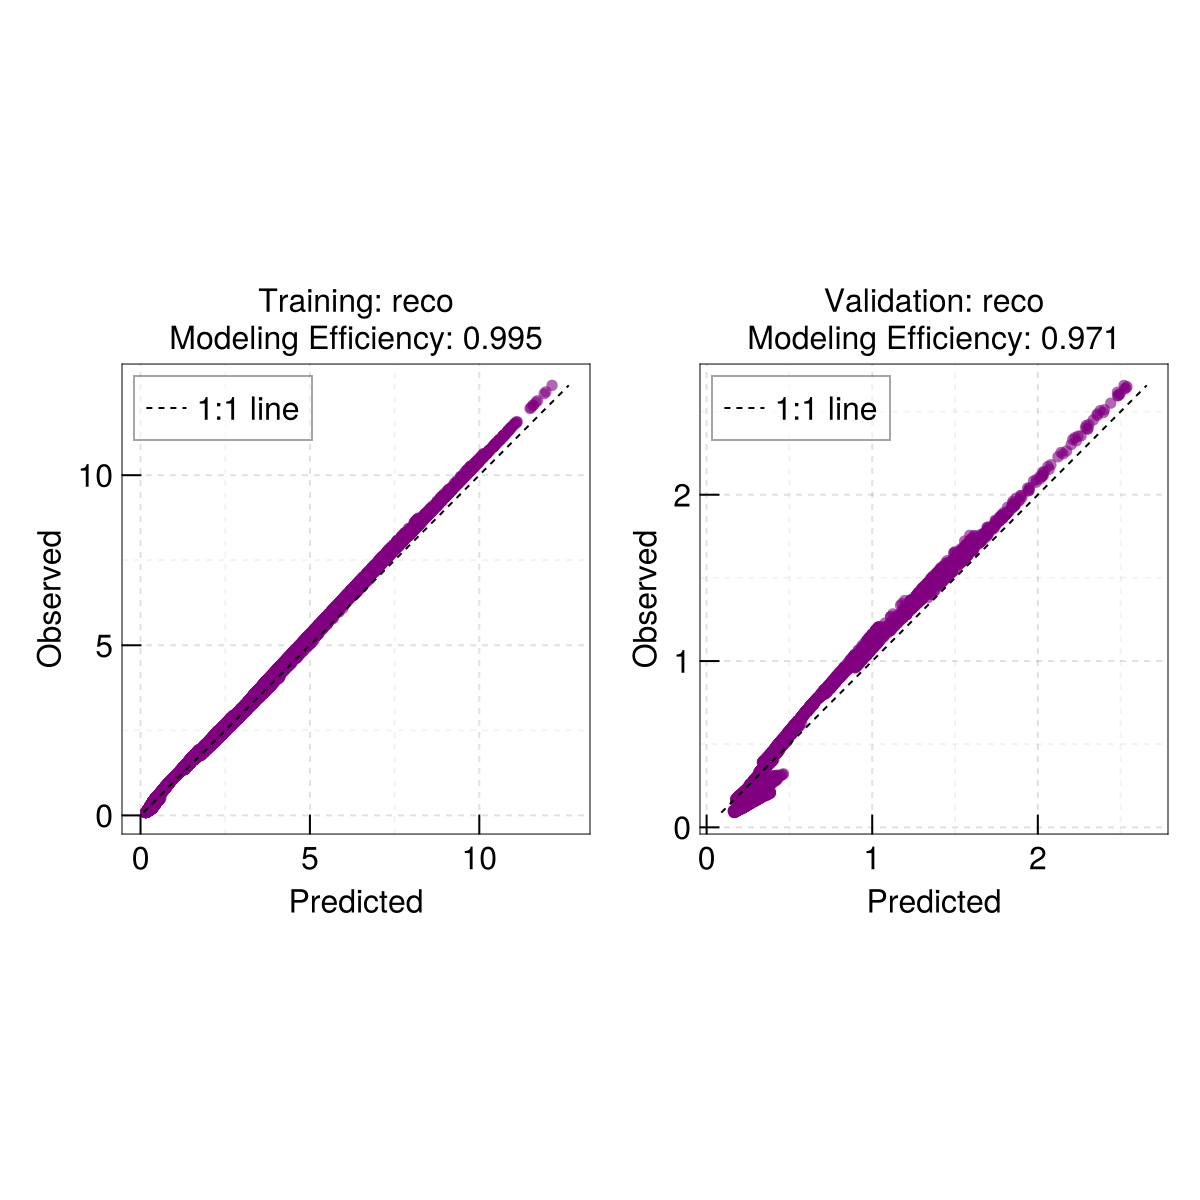 Training: reco
Modeling Efficiency: 0.995
1:1 line
10
5
0
Observed
0 5 10
Predicted
Validation: reco
Modeling Efficiency: 0.971
1:1 line
2
1
0
Observed
0 1 2
Predicted